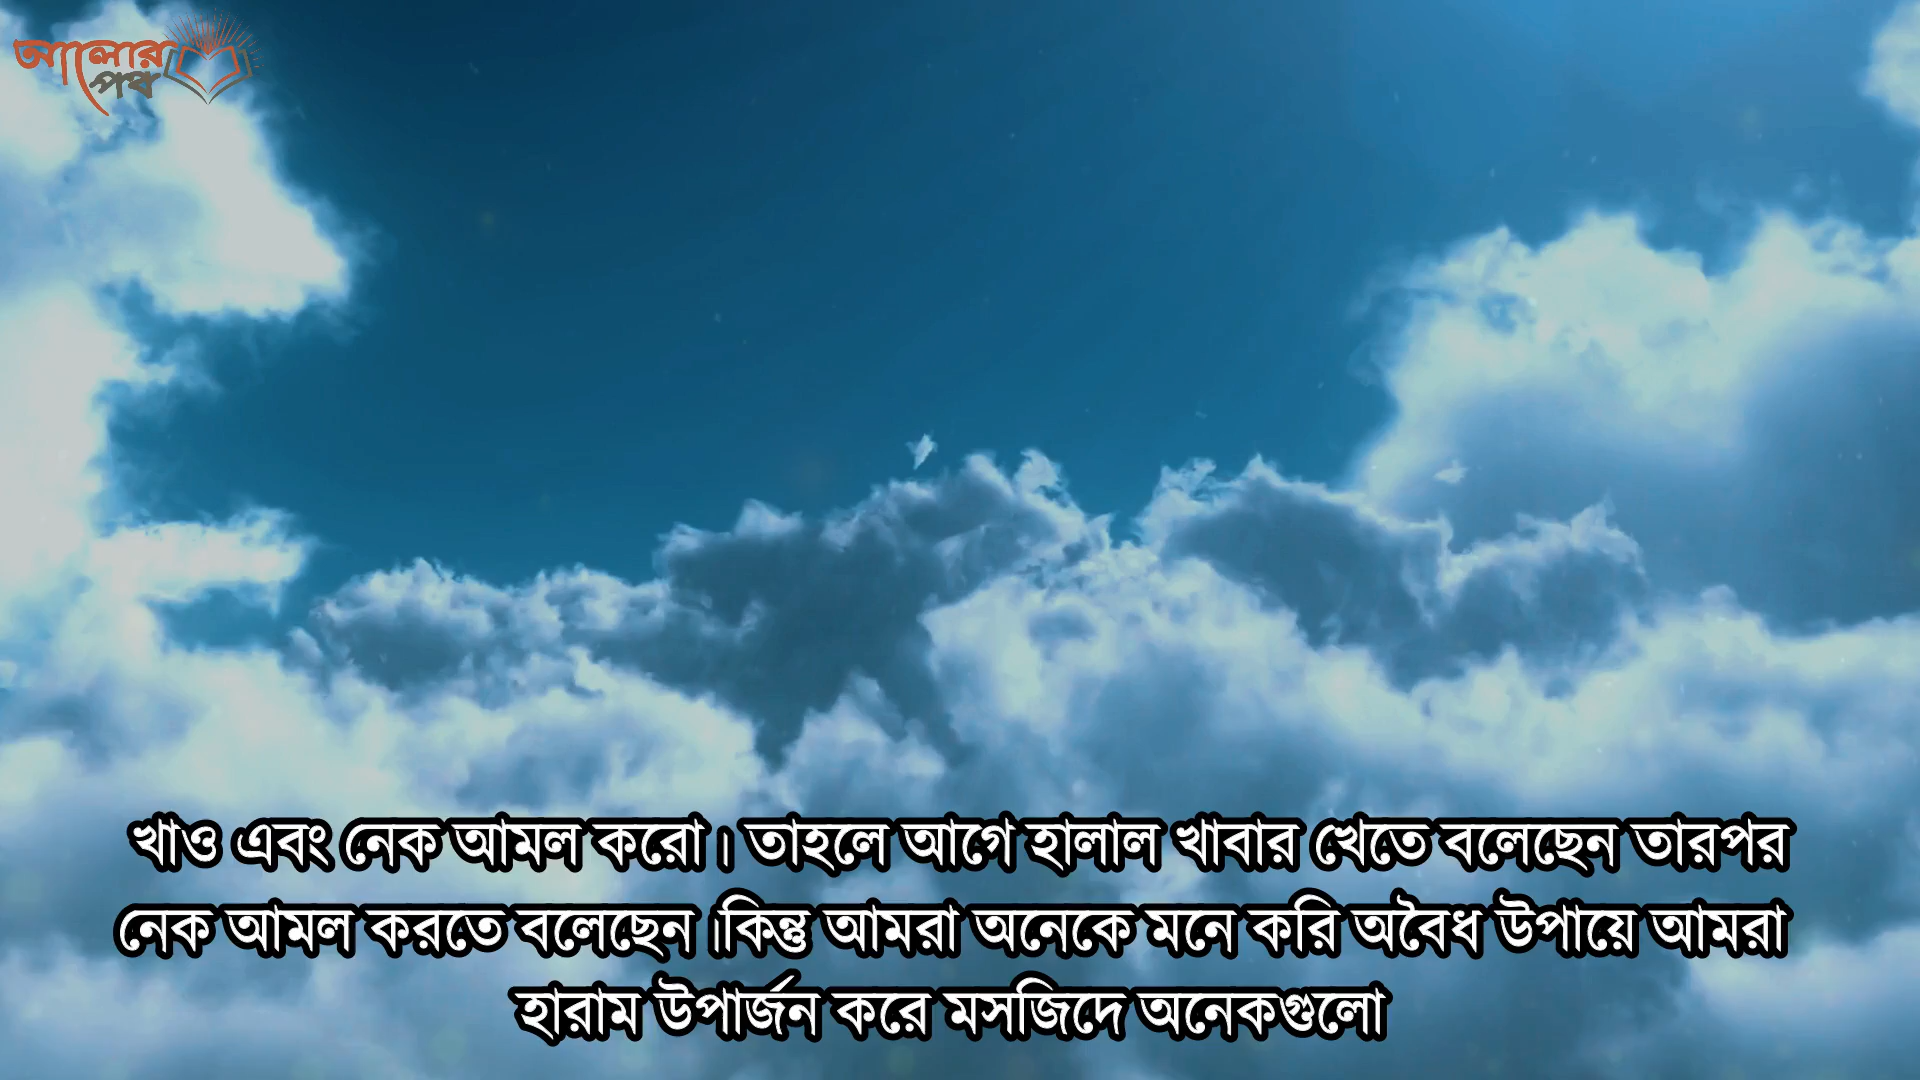 আলোর
পথ
খাও এবং নেক আমল করো। তাহলে আগে হালাল খাবার খেতে বলেছেন তারপর
নেক আমল করতে বলেছেন।কিন্তু আমরা অনেকে মনে করি অবৈধ উপায়ে আমরা
হারাম উপার্জন করে মসজিদে অনেকগুলো